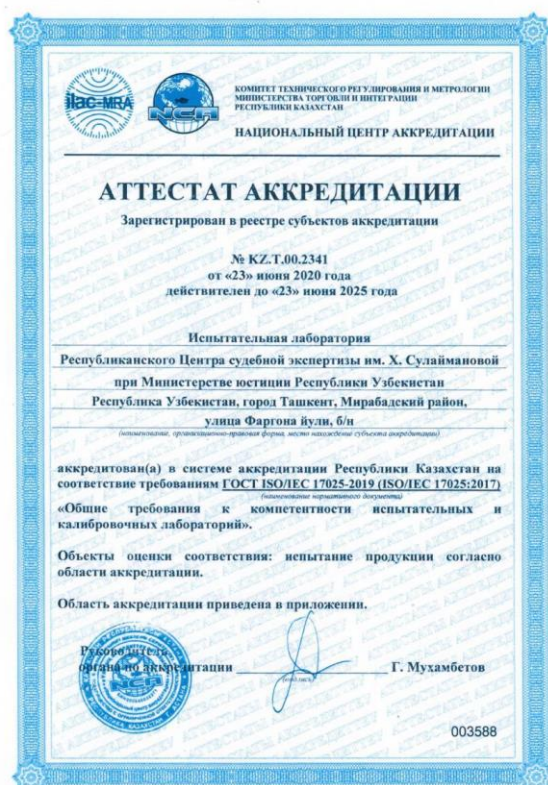 ilac-MRA
NCA
КОМИТЕТ ТЕХНИЧЕСКОГО РЕГУЛИРОВАНИЯ И МЕТРОЛОГИИ
МИНИСТЕРСТВА ТОРГОВЛИ И ИНТЕГРАЦИИ
РЕСПУБЛИКИ КАЗАХСТАН
НАЦИОНАЛЬНЫЙ ЦЕНТР АККРЕДИТАЦИИ
АТТЕСТАТ АККРЕДИТАЦИИ
Зарегистрирован в реестре субъектов аккредитации
№ KZ.T.00.2341
от «23» июня 2020 года
действителен до «23» июня 2025 года
Испытательная лаборатория
Республиканского Центра судебной экспертизы им. Х. Сулаймановой
при Министерстве юстиции Республики Узбекистан
Республика Узбекистан, город Ташкент, Мирабадский район,
улица Фаргона йули, б/н
(наименование, организационно-правовая форма, место нахождение субъекта аккредитации)
аккредитован(а) в системе аккредитации Республики Казахстан на
соответствие требованиям ГОСТ ISO/IEC 17025-2019 (ISO/IEC 17025:2017)
(наименование нормативного документа)
«Общие требования к компетентности испытательных и
калибровочных лабораторий».
Объекты оценки соответствия: испытание продукции согласно
области аккредитации.
Область аккредитации приведена в приложении.
Руководитель
органа по аккредитации
Г. Мухамбетов
(подпись)
003588